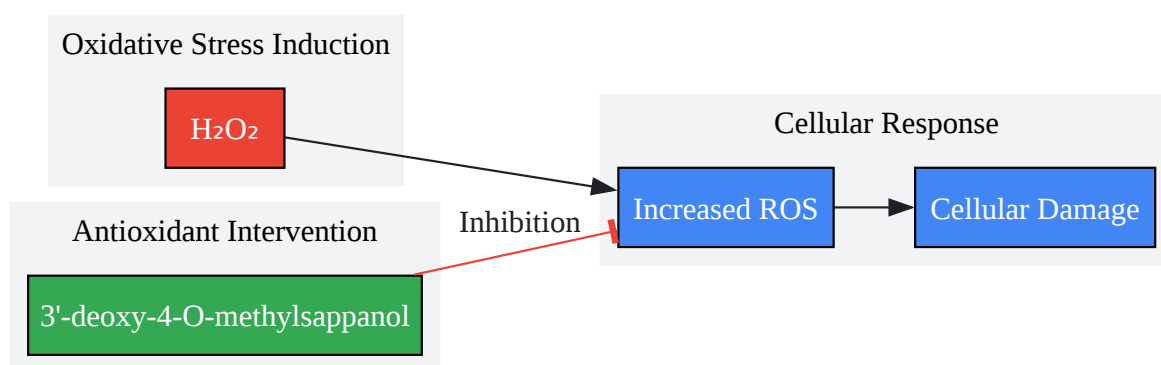 Oxidative Stress Induction
H₂O₂
Cellular Response
Increased ROS
Cellular Damage
Inhibition
Antioxidant Intervention
3'-deoxy-4-O-methylsappanol